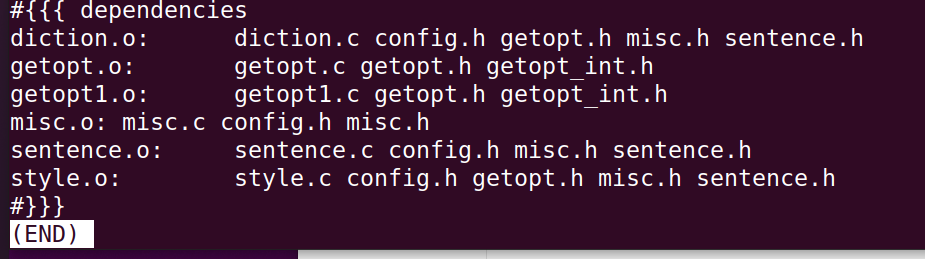 #{{{ dependencies
diction.o:      diction.c config.h getopt.h misc.h sentence.h
getopt.o:       getopt.c getopt.h getopt_int.h
getopt1.o:      getopt1.c getopt.h getopt_int.h
misc.o: misc.c config.h misc.h
sentence.o:     sentence.c config.h misc.h sentence.h
style.o:        style.c config.h getopt.h misc.h sentence.h
#}}}
(END)